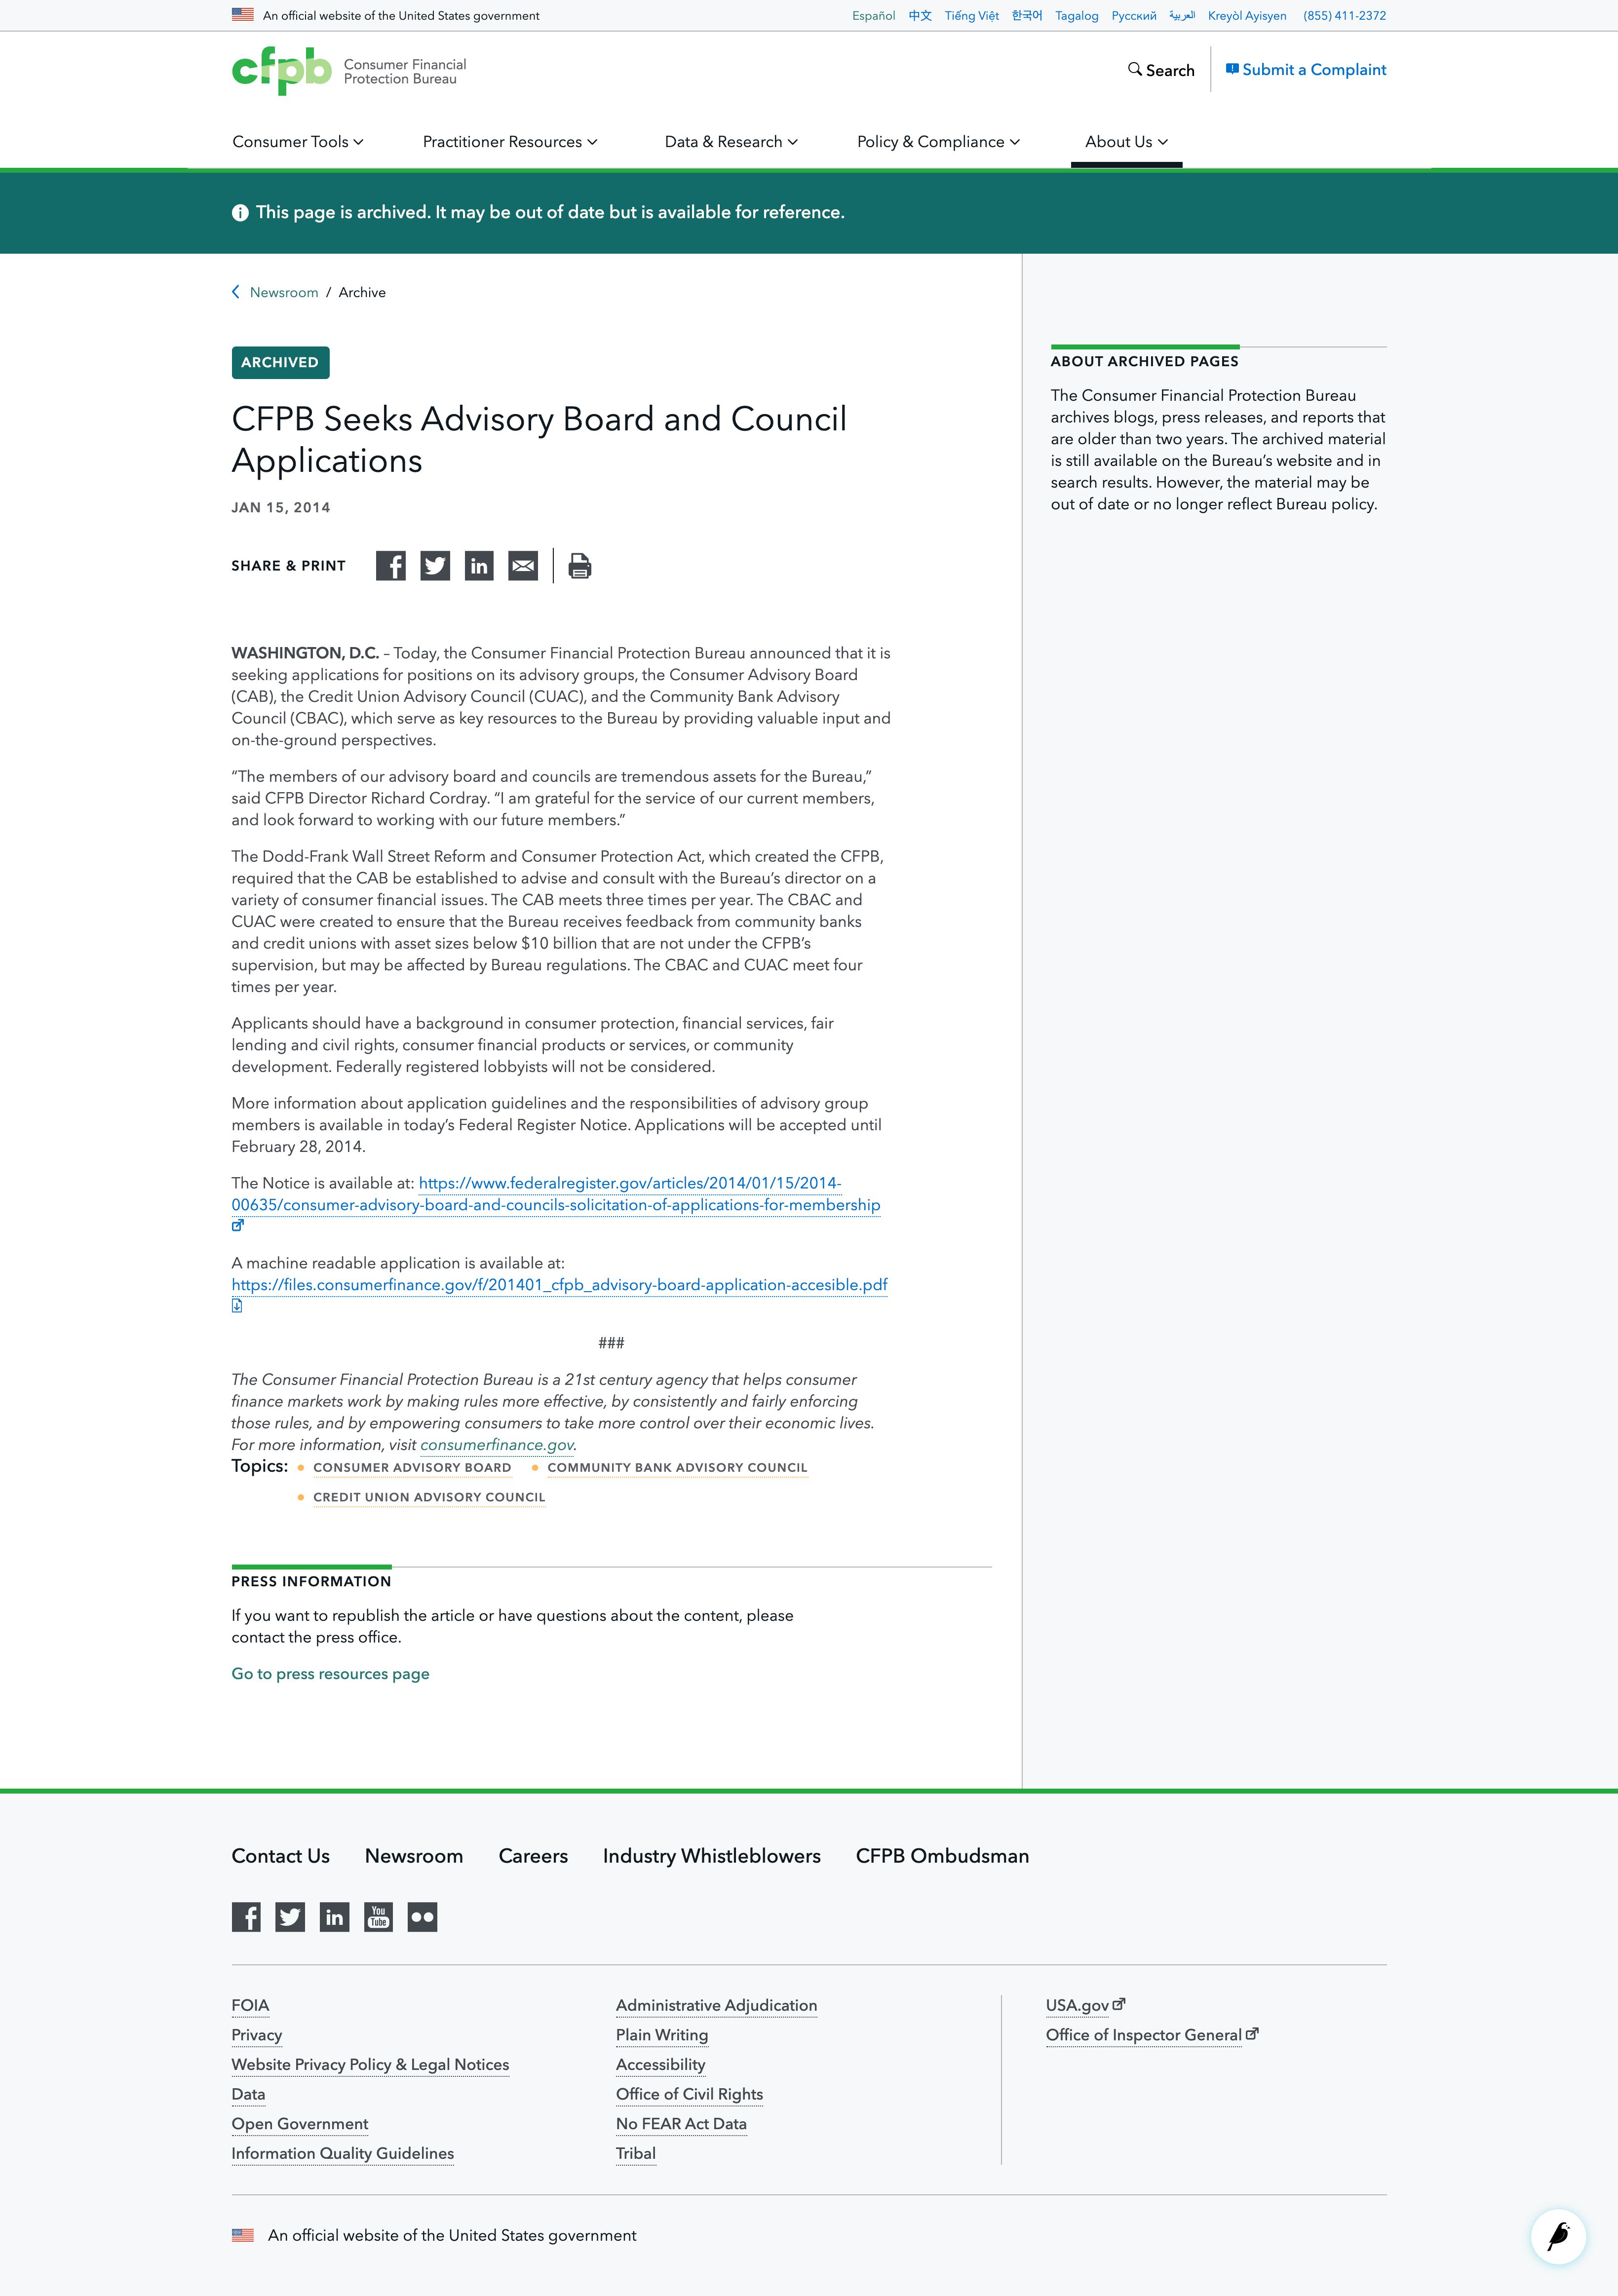 An official website of the United States government
Español 中文 Tiếng Việt 한국어 Tagalog Русский العربية Kreyòl Ayisyen (855) 411-2372
cfpb Consumer Financial
Protection Bureau
Search
Submit a Complaint
Consumer Tools Practitioner Resources Data & Research Policy & Compliance About Us
This page is archived. It may be out of date but is available for reference.
Newsroom / Archive
ARCHIVED
CFPB Seeks Advisory Board and Council
Applications
JAN 15, 2014
SHARE & PRINT
WASHINGTON, D.C. – Today, the Consumer Financial Protection Bureau announced that it is
seeking applications for positions on its advisory groups, the Consumer Advisory Board
(CAB), the Credit Union Advisory Council (CUAC), and the Community Bank Advisory
Council (CBAC), which serve as key resources to the Bureau by providing valuable input and
on-the-ground perspectives.
“The members of our advisory board and councils are tremendous assets for the Bureau,”
said CFPB Director Richard Cordray. “I am grateful for the service of our current members,
and look forward to working with our future members.”
The Dodd-Frank Wall Street Reform and Consumer Protection Act, which created the CFPB,
required that the CAB be established to advise and consult with the Bureau’s director on a
variety of consumer financial issues. The CAB meets three times per year. The CBAC and
CUAC were created to ensure that the Bureau receives feedback from community banks
and credit unions with asset sizes below $10 billion that are not under the CFPB’s
supervision, but may be affected by Bureau regulations. The CBAC and CUAC meet four
times per year.
Applicants should have a background in consumer protection, financial services, fair
lending and civil rights, consumer financial products or services, or community
development. Federally registered lobbyists will not be considered.
More information about application guidelines and the responsibilities of advisory group
members is available in today’s Federal Register Notice. Applications will be accepted until
February 28, 2014.
The Notice is available at: https://www.federalregister.gov/articles/2014/01/15/2014-
00635/consumer-advisory-board-and-councils-solicitation-of-applications-for-membership
A machine readable application is available at:
https://files.consumerfinance.gov/f/201401_cfpb_advisory-board-application-accesible.pdf
###
The Consumer Financial Protection Bureau is a 21st century agency that helps consumer
finance markets work by making rules more effective, by consistently and fairly enforcing
those rules, and by empowering consumers to take more control over their economic lives.
For more information, visit consumerfinance.gov.
Topics: CONSUMER ADVISORY BOARD COMMUNITY BANK ADVISORY COUNCIL
CREDIT UNION ADVISORY COUNCIL
PRESS INFORMATION
If you want to republish the article or have questions about the content, please
contact the press office.
Go to press resources page
ABOUT ARCHIVED PAGES
The Consumer Financial Protection Bureau
archives blogs, press releases, and reports that
are older than two years. The archived material
is still available on the Bureau’s website and in
search results. However, the material may be
out of date or no longer reflect Bureau policy.
Contact Us Newsroom Careers Industry Whistleblowers CFPB Ombudsman
You
Tube
FOIA
Privacy
Website Privacy Policy & Legal Notices
Data
Open Government
Information Quality Guidelines
Administrative Adjudication
Plain Writing
Accessibility
Office of Civil Rights
No FEAR Act Data
Tribal
USA.gov
Office of Inspector General
An official website of the United States government